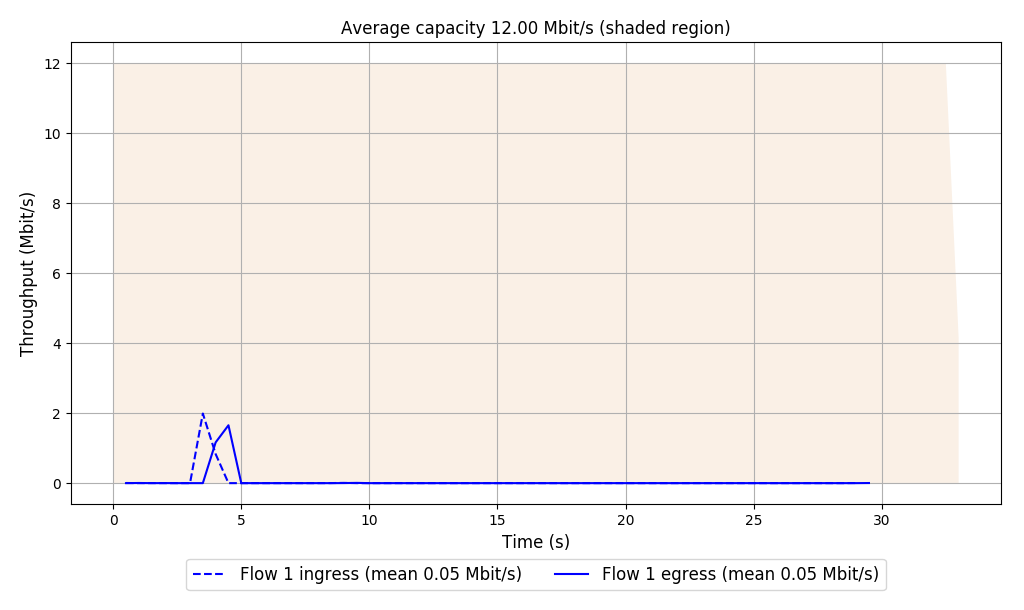 Average capacity 12.00 Mbit/s (shaded region)
12
10
8
6
4
2
0
Throughput (Mbit/s)
0 5 10 15 20 25 30
Time (s)
Flow 1 ingress (mean 0.05 Mbit/s) Flow 1 egress (mean 0.05 Mbit/s)